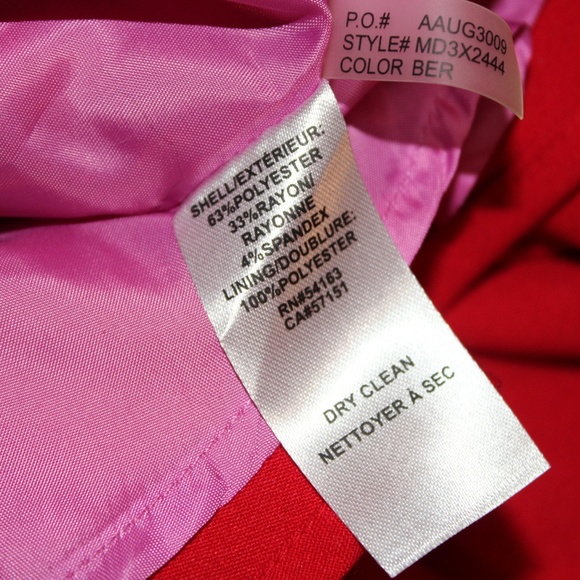 P.O.# AAUG3009
STYLE# MD3X2444
COLOR BER
SHELL/EXTÉRIEUR:
63%POLYESTER
33%RAYON/
RAYONNE
4%SPANDEX
LINING/DOUBLURE:
100%POLYESTER
RN#54163
CA#57151
DRY CLEAN
NETTOYER À SEC